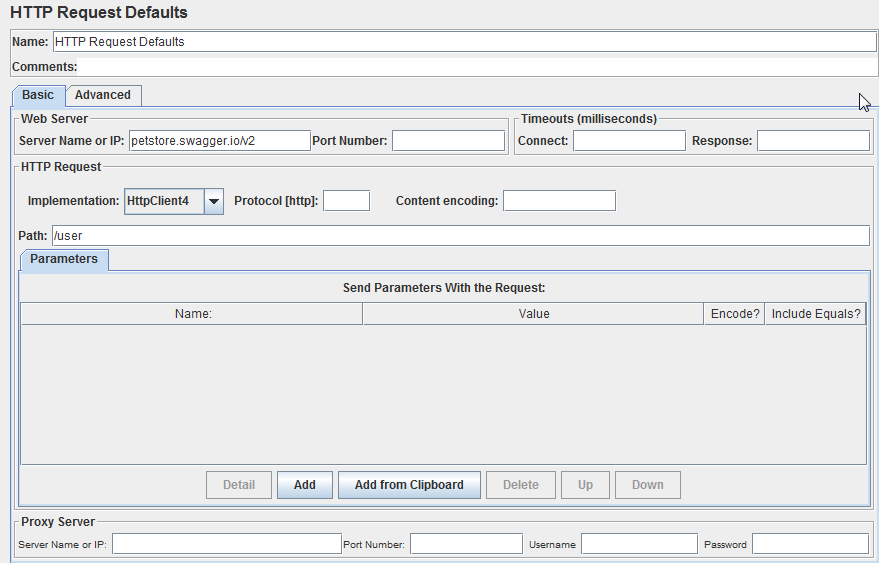 HTTP Request Defaults
Name: HTTP Request Defaults
Comments:
Basic Advanced
Web Server Timeouts (milliseconds)
Server Name or IP: petstore.swagger.io/v2 Port Number: Connect: Response:
HTTP Request
Implementation: HttpClient4 Protocol [http]: Content encoding:
Path: /user
Parameters
Send Parameters With the Request:
Name: Value Encode? Include Equals?
Detail Add Add from Clipboard Delete Up Down
Proxy Server
Server Name or IP: Port Number: Username Password